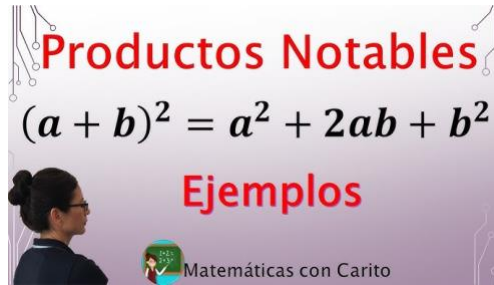 Productos Notables
(a + b)² = a² + 2ab + b²
Ejemplos
Matemáticas con Carito